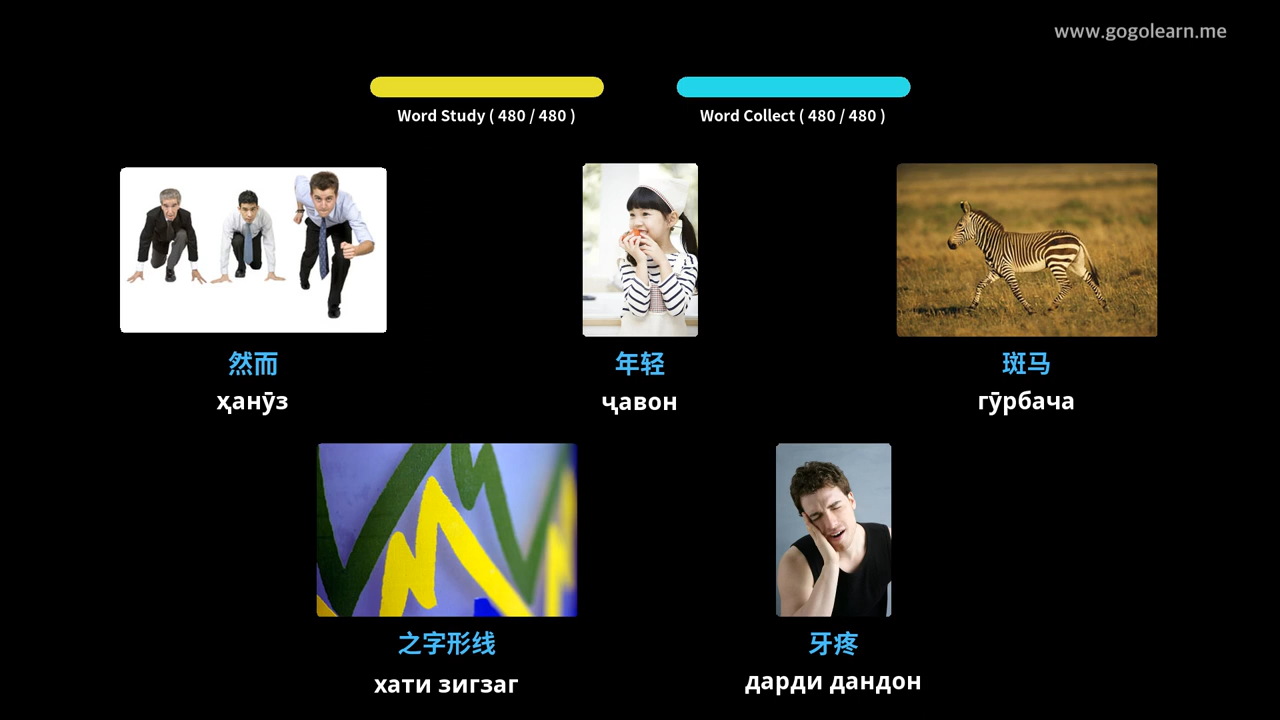 www.gogolearn.me
Word Study ( 480 / 480 )
Word Collect ( 480 / 480 )
然而
ҳанӯз
年轻
ҷавон
斑马
гӯрбача
之字形线
хати зигзаг
牙疼
дарди дандон